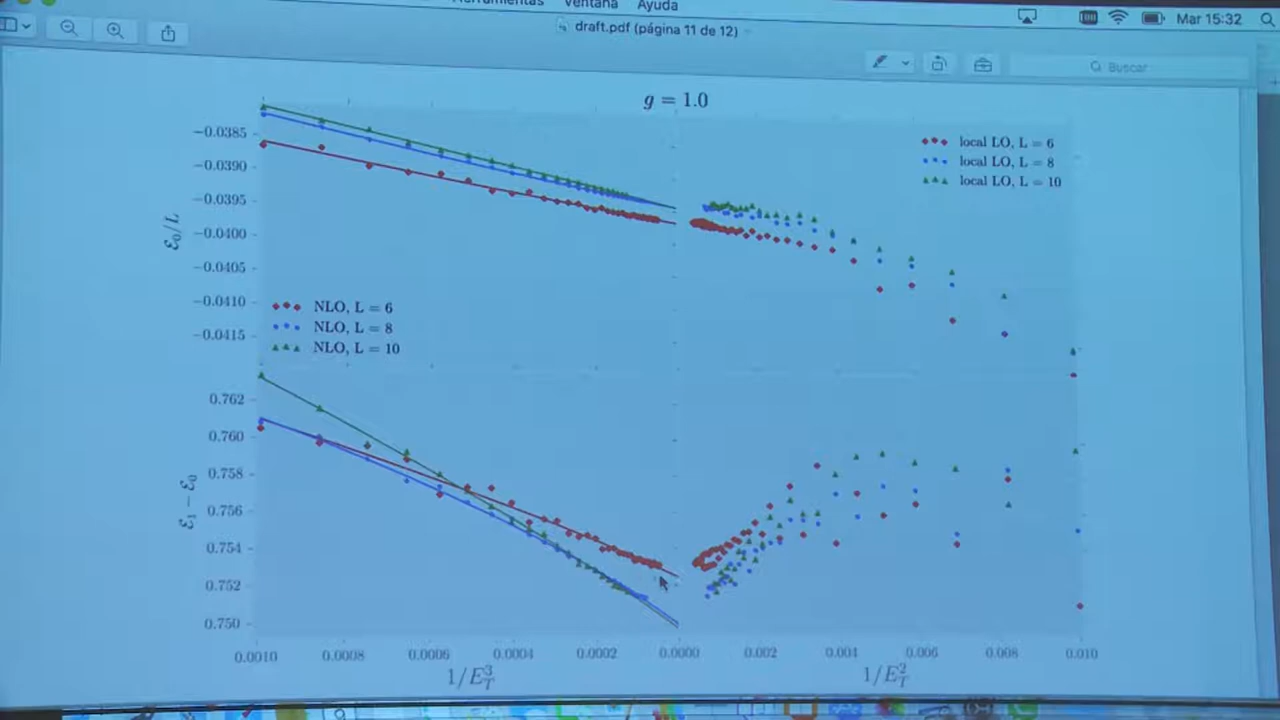 Herramientas Ventana Ayuda
Mar 15:32
draft.pdf (página 11 de 12)
Buscar
g = 1.0
−0.0385
−0.0390
−0.0395
−0.0400
−0.0405
−0.0410
−0.0415
ℰ₀/L
local LO, L = 6
local LO, L = 8
local LO, L = 10
NLO, L = 6
NLO, L = 8
NLO, L = 10
0.762
0.760
0.758
0.756
0.754
0.752
0.750
ℰ₁ − ℰ₀
0.0010 0.0008 0.0006 0.0004 0.0002 0.0000 0.002 0.004 0.006 0.008 0.010
1/E_T^3 1/E_T^2